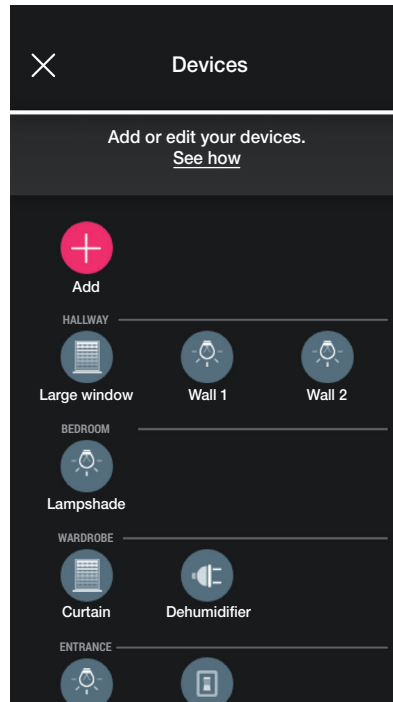 Devices
Add or edit your devices.
See how
Add
HALLWAY
Large window Wall 1 Wall 2
BEDROOM
Lampshade
WARDROBE
Curtain Dehumidifier
ENTRANCE